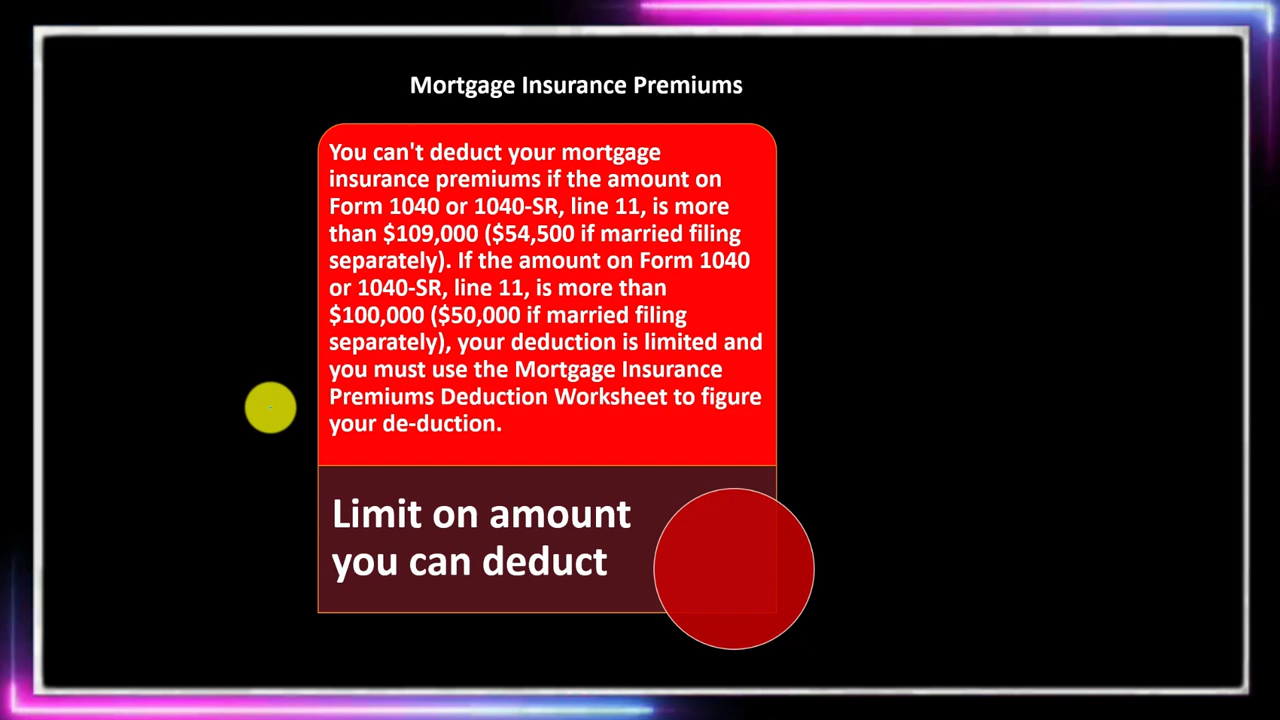 Mortgage Insurance Premiums
You can't deduct your mortgage
insurance premiums if the amount on
Form 1040 or 1040-SR, line 11, is more
than $109,000 ($54,500 if married filing
separately). If the amount on Form 1040
or 1040-SR, line 11, is more than
$100,000 ($50,000 if married filing
separately), your deduction is limited and
you must use the Mortgage Insurance
Premiums Deduction Worksheet to figure
your de-duction.
Limit on amount
you can deduct